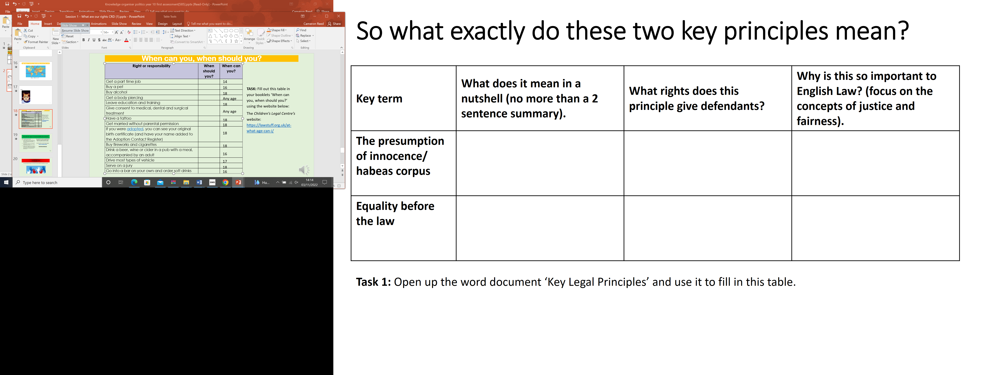 Knowledge organiser politics year 10 first assessment[585].pptx [Read-Only] - PowerPoint
File Home Insert Design Transitions Animations Slide Show Review View Tell me what you want to do
Cameron Reed Share
Session 1 - What are our rights CRD (1).pptx - PowerPoint
Table Tools
File Home Insert De Animations Slide Show Review View Design Layout Tell me what you want to do...
Cameron Reed Share
Slide Show
Resume Slide Show
Paste
Paste
Cut
Copy
Format Painter
Clipboard
New
Slide
Reset
Section
Slides
14+
B I U S abc AV Aa A
Font
Text Direction
Align Text
Convert to SmartArt
Paragraph
Arrange
Quick
Styles
Shape Fill
Shape Outline
Shape Effects
Drawing
Find
Replace
Select
Editing
1
2
16
17
18
19
20
When can you, when should you?
Right or responsibility
When
should
you?
When can
you?
Get a part time job 14
Buy a pet 16
Buy alcohol 18
Get a body piercing Any age
Leave education and training 18
Give consent to medical, dental and surgical
treatment Any age
Have a tattoo 18
Get married without parental permission 18
If you were adopted, you can see your original
birth certificate (and have your name added to 18
the Adoption Contact Register)
Buy fireworks and cigarettes 18
Drink a beer, wine or cider in a pub with a meal,
accompanied by an adult 16
Drive most types of vehicle 17
Serve on a jury 18
Go into a bar on your own and order soft drinks 16
TASK: Fill out this table in
your booklets ‘When can
you, when should you?’
using the website below:
The Children’s Legal Centre’s
website:
https://lawstuff.org.uk/at-
what-age-can-i/
Slide 2 o
Type here to search
SIMS
Hu...
14:14
03/11/2022
So what exactly do these two key principles mean?
Key term
What does it mean in a
nutshell (no more than a 2
sentence summary).
What rights does this
principle give defendants?
Why is this so important to
English Law? (focus on the
concepts of justice and
fairness).
The presumption
of innocence/
habeas corpus
Equality before
the law
Task 1: Open up the word document ‘Key Legal Principles’ and use it to fill in this table.